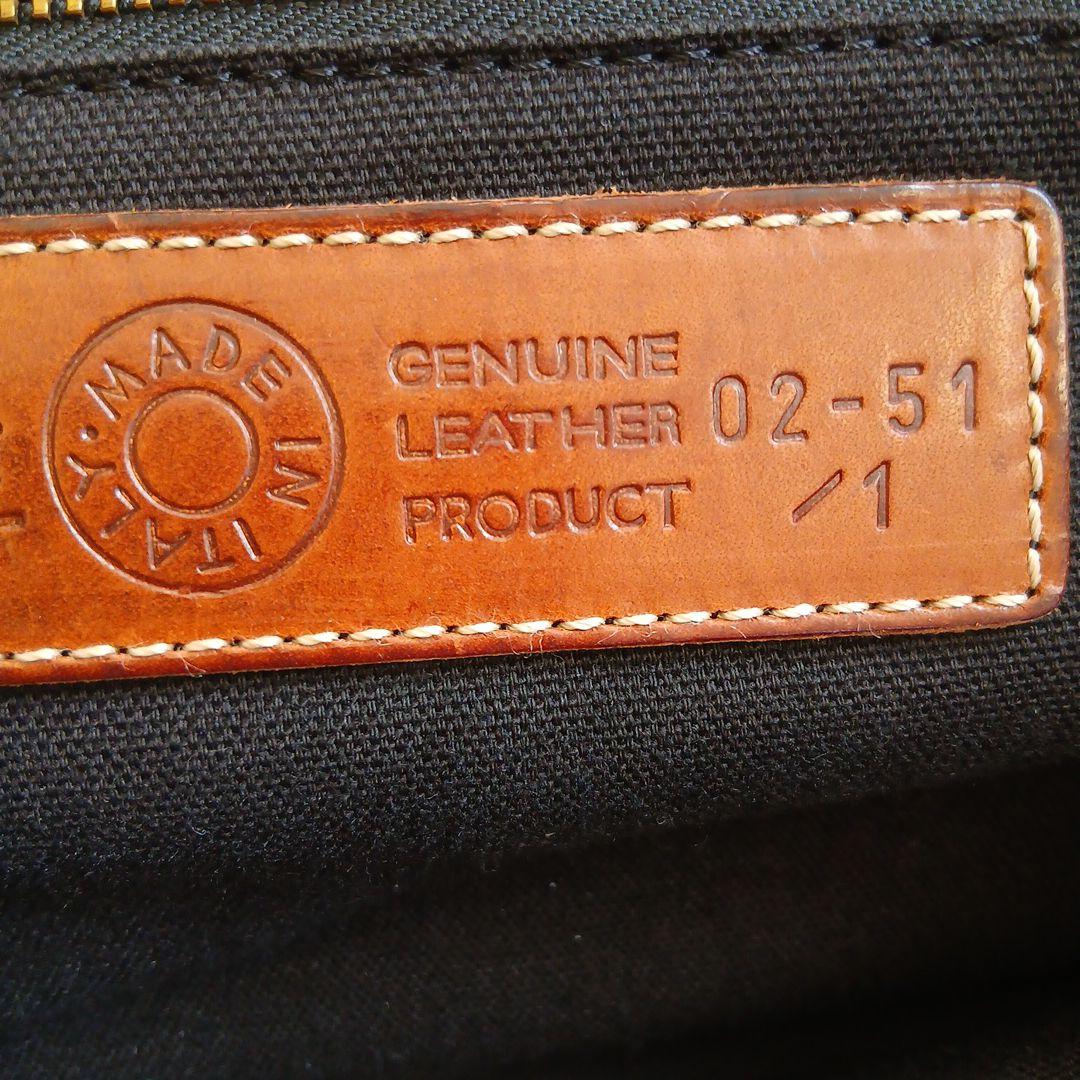 MADE IN ITALY·
GENUINE
LEATHER
PRODUCT
02-51
/1